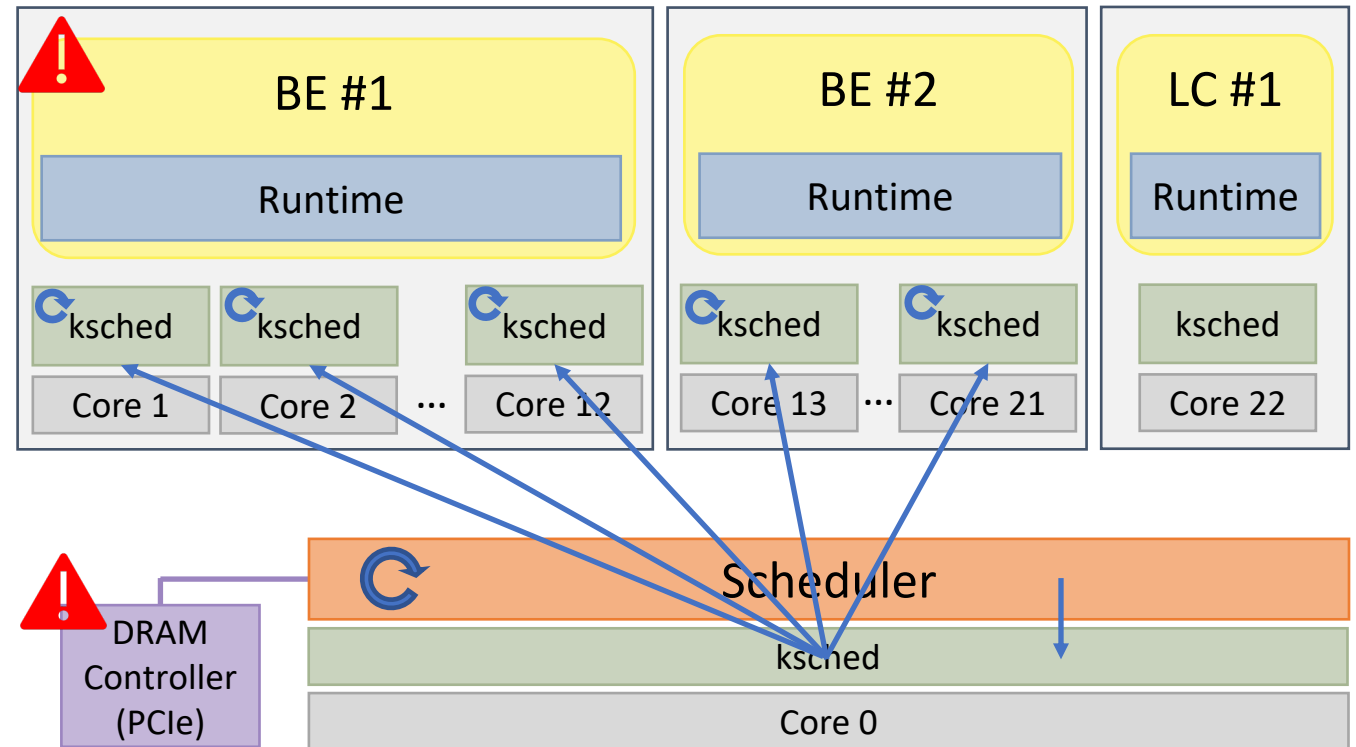 BE #1
BE #2
LC #1
Runtime
Runtime
Runtime
ksched
ksched
ksched
ksched
ksched
ksched
Core 1
Core 2
...
Core 12
Core 13
...
Core 21
Core 22
Scheduler
DRAM
Controller
(PCIe)
ksched
Core 0